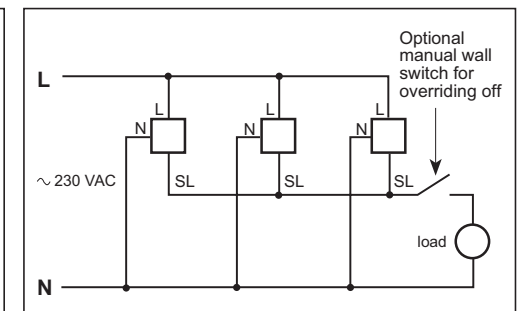 Optional
manual wall
switch for
overriding off
L
L
L
L
N
N
N
~ 230 VAC
SL
SL
SL
load
N